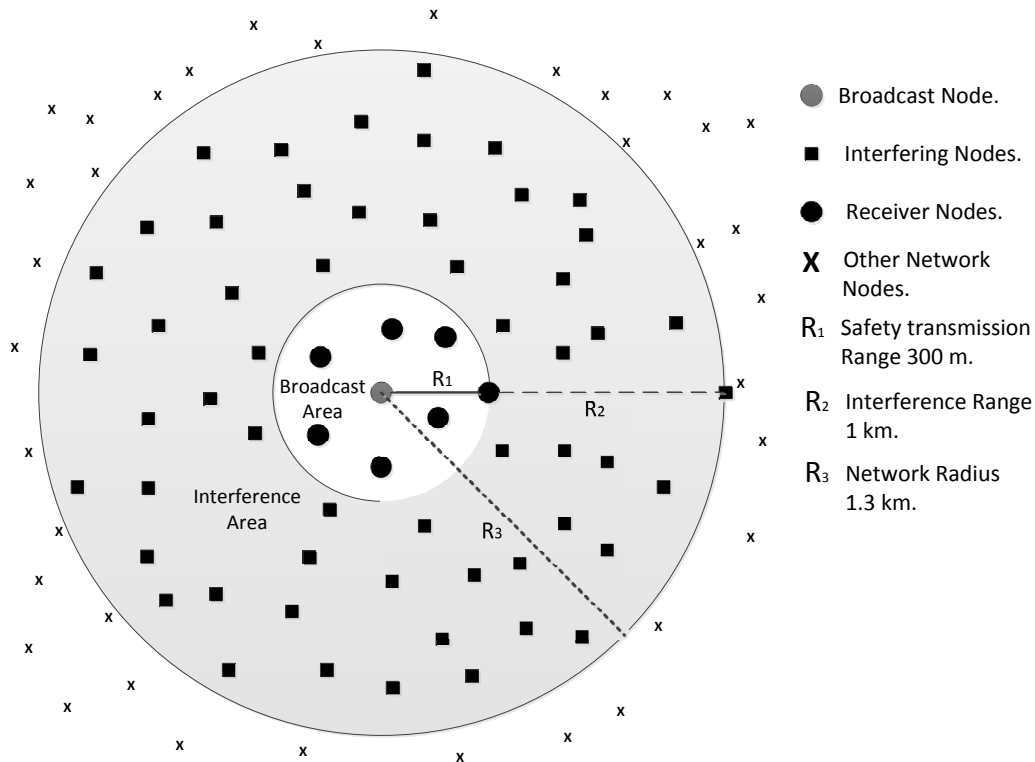 Broadcast Node.
Interfering Nodes.
Receiver Nodes.
X Other Network
Nodes.
R1 Safety transmission
Range 300 m.
R2 Interference Range
1 km.
R3 Network Radius
1.3 km.
Broadcast
Area
R1
R2
Interference
Area
R3